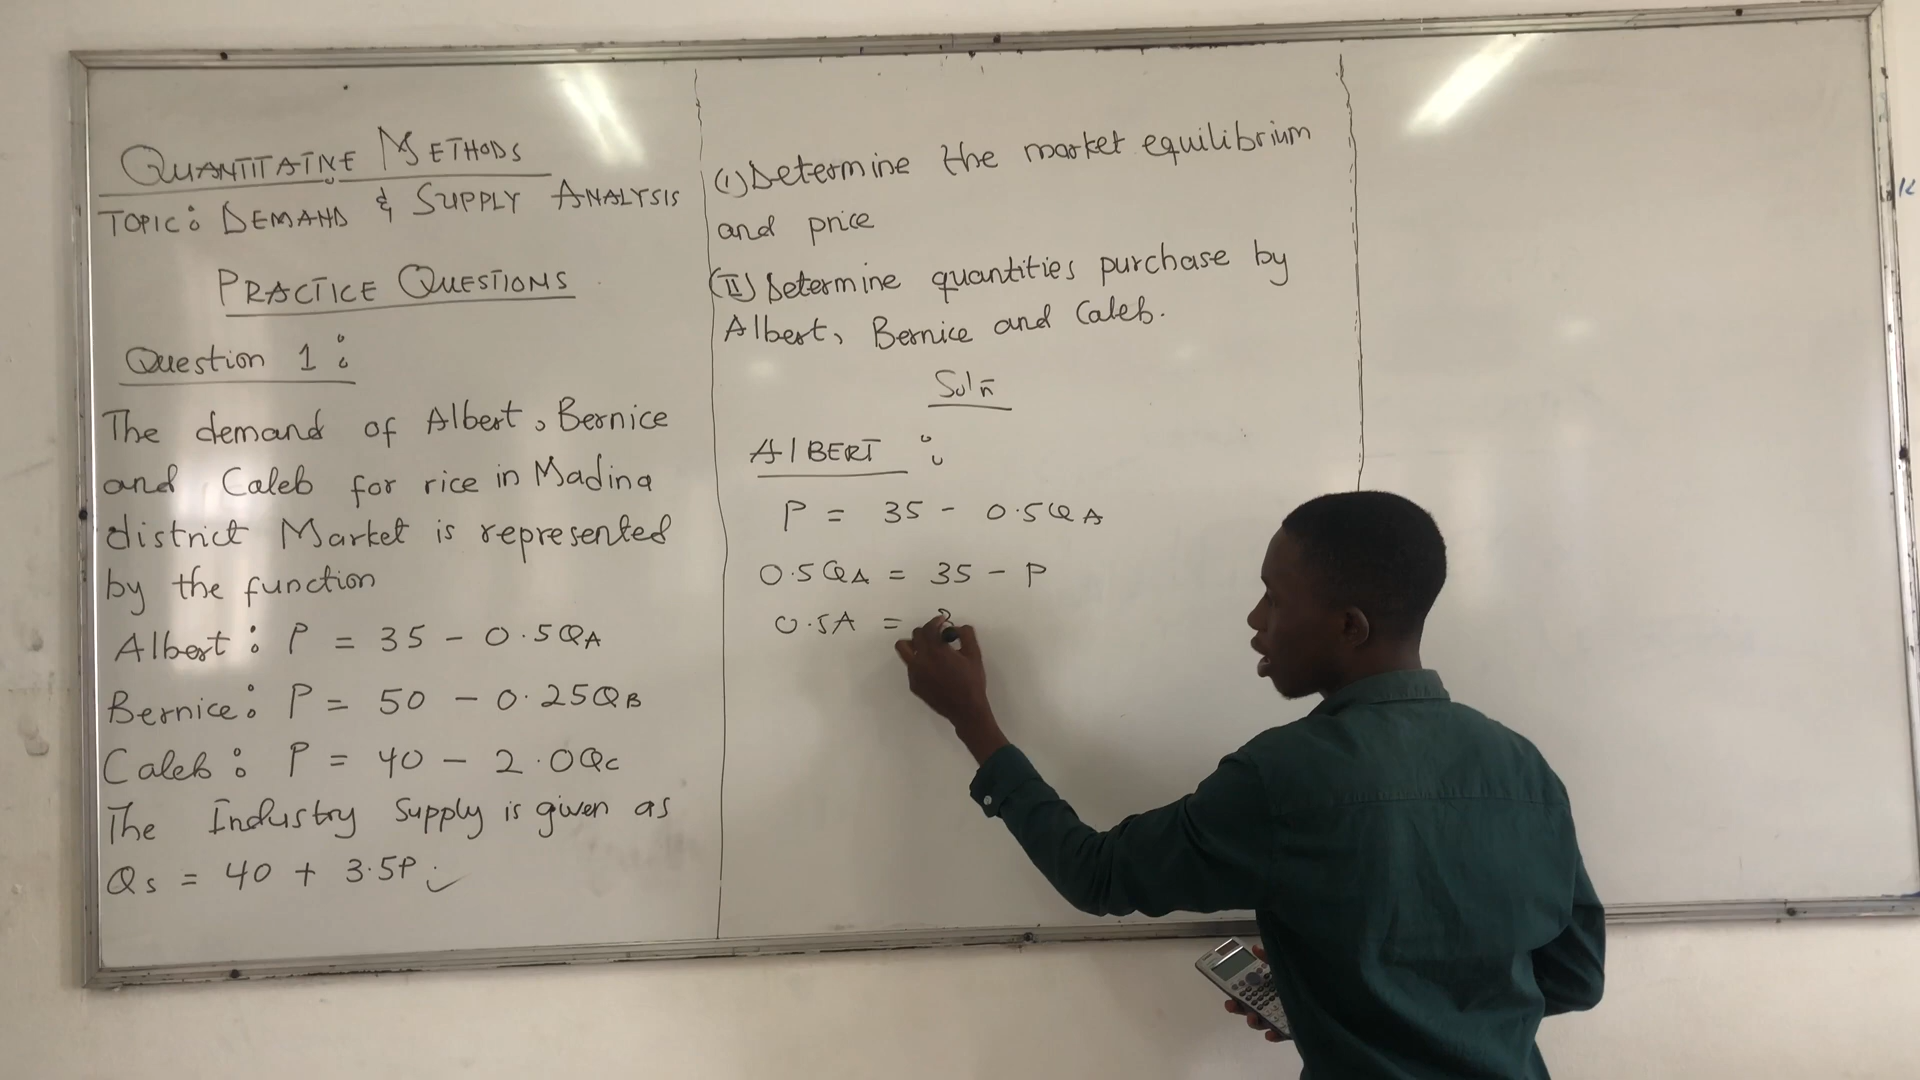 QUANTITATIVE METHODS
TOPIC: DEMAND & SUPPLY ANALYSIS
PRACTICE QUESTIONS
Question 1:
The demand of Albert, Bernice
and Caleb for rice in Madina
district Market is represented
by the function
Albert: P = 35 - 0.5QA
Bernice: P = 50 - 0.25QB
Caleb: P = 40 - 2.0Qc
The Industry Supply is given as
Qs = 40 + 3.5P.
(I) Determine the market equilibrium
and price
(II) Determine quantities purchase by
Albert, Bernice and Caleb.
Solñ
AlBERT :
P = 35 - 0.5QA
0.5QA = 35 - P
0.5A =